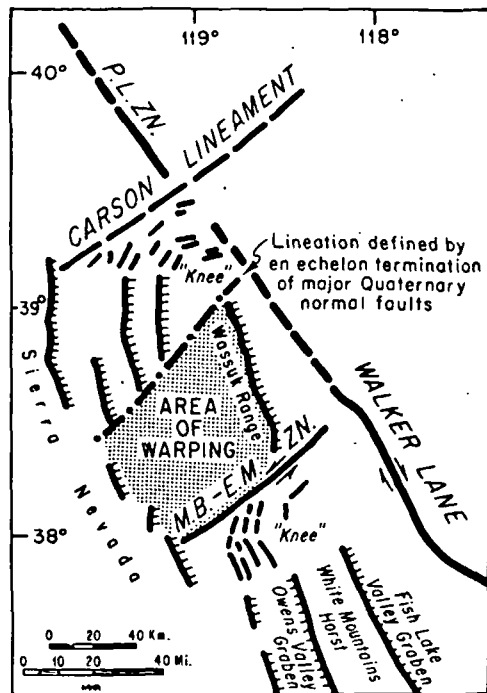 119° 118°
40°
P.L. ZN.
CARSON LINEAMENT
"Knee"
Lineation defined by
en echelon termination
of major Quaternary
normal faults
39°
Sierra Nevada
Wassuk Range
AREA
OF
WARPING
WALKER LANE
M.B.-E.M. ZN.
38°
"Knee"
Owens Valley
Graben
White Mountains
Horst
Fish Lake
Valley Graben
0 20 40 Km.
0 20 40 Mi.